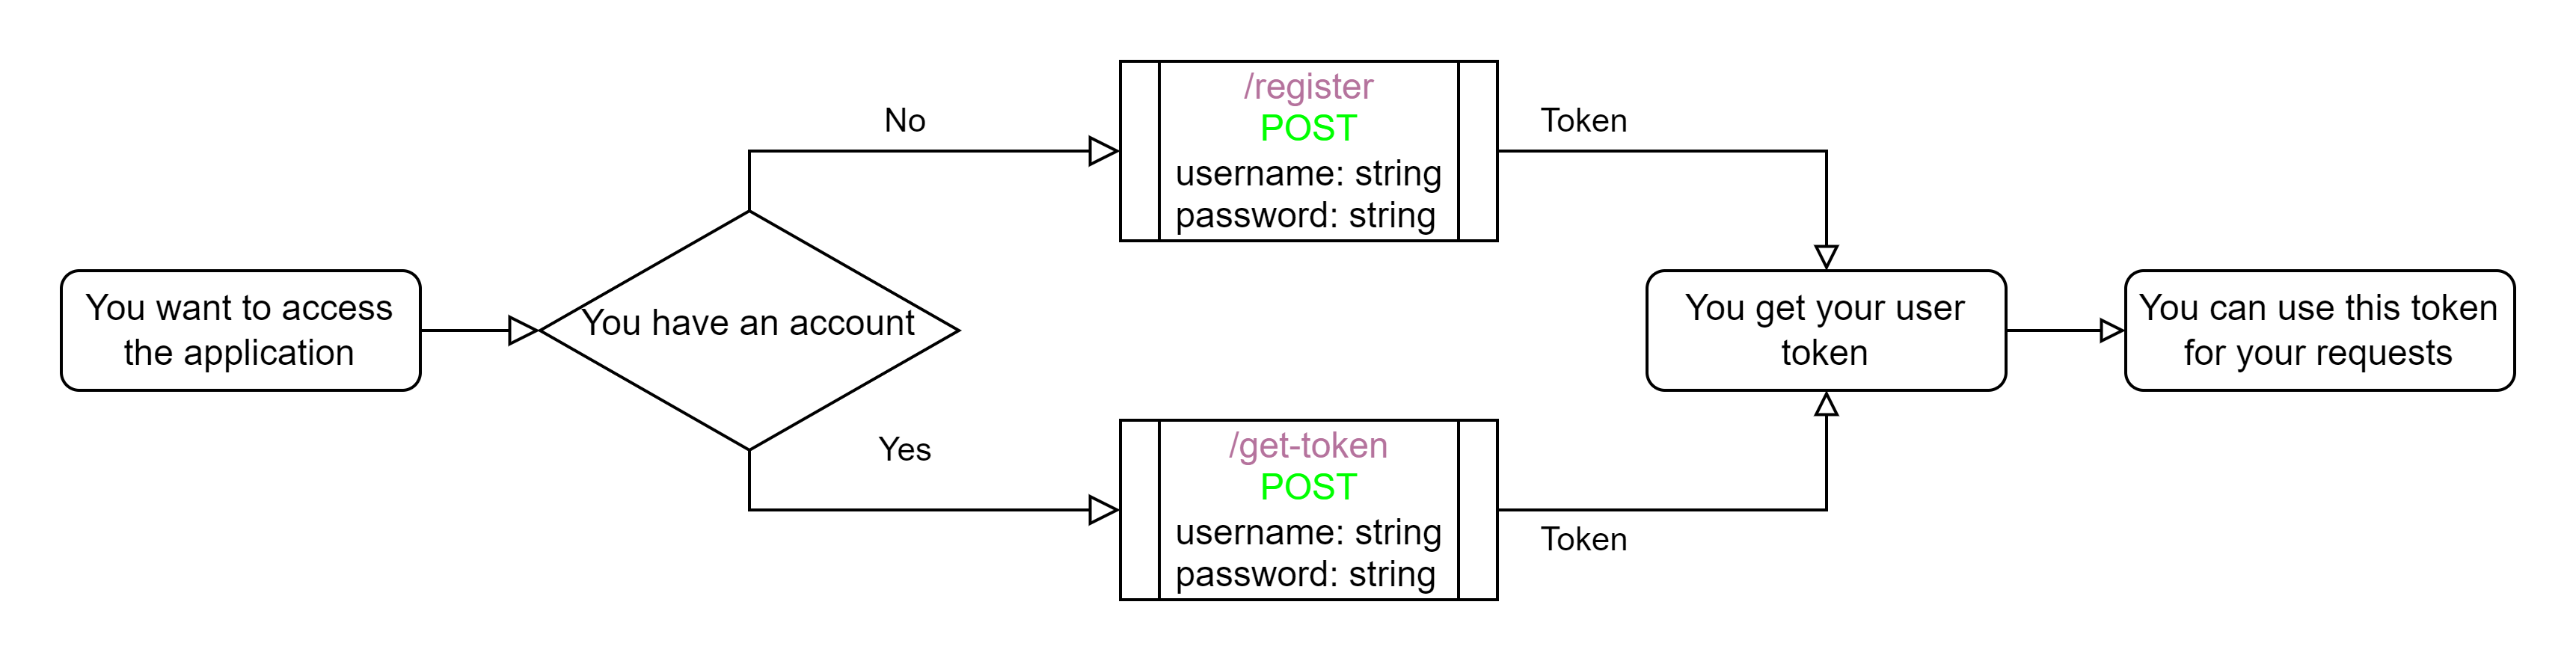 You want to access
the application
You have an account
No
/register
POST
username: string
password: string
Token
Yes
/get-token
POST
username: string
password: string
Token
You get your user
token
You can use this token
for your requests